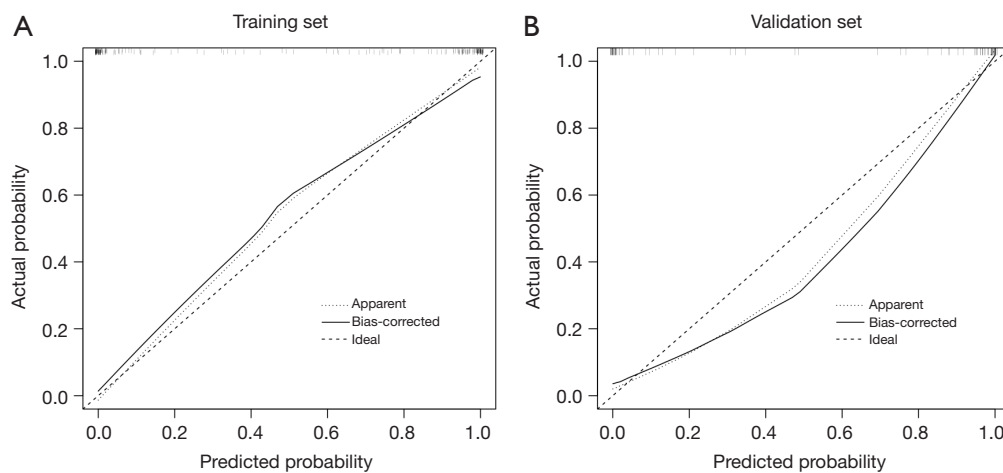 A
Training set
1.0
0.8
0.6
0.4
0.2
0.0
Actual probability
Apparent
Bias-corrected
Ideal
0.0 0.2 0.4 0.6 0.8 1.0
Predicted probability
B
Validation set
1.0
0.8
0.6
0.4
0.2
0.0
Actual probability
Apparent
Bias-corrected
Ideal
0.0 0.2 0.4 0.6 0.8 1.0
Predicted probability